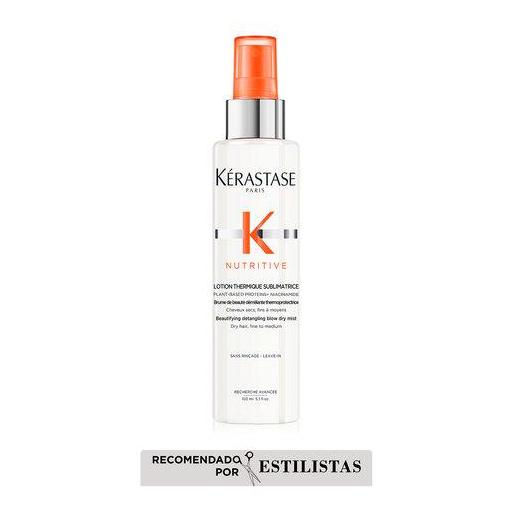 KÉRASTASE
PARIS
K
NUTRITIVE
LOTION THERMIQUE SUBLIMATRICE
PLANT-BASED PROTEINS + NIACINAMIDE
Brume de beauté démêlante thermoprotectrice
Cheveux secs, fins à moyens
Beautifying detangling blow dry mist
Dry hair, fine to medium
SANS RINÇAGE - LEAVE-IN
RECHERCHE AVANCÉE
150 ml 5.1 fl.oz
RECOMENDADO
POR
ESTILISTAS